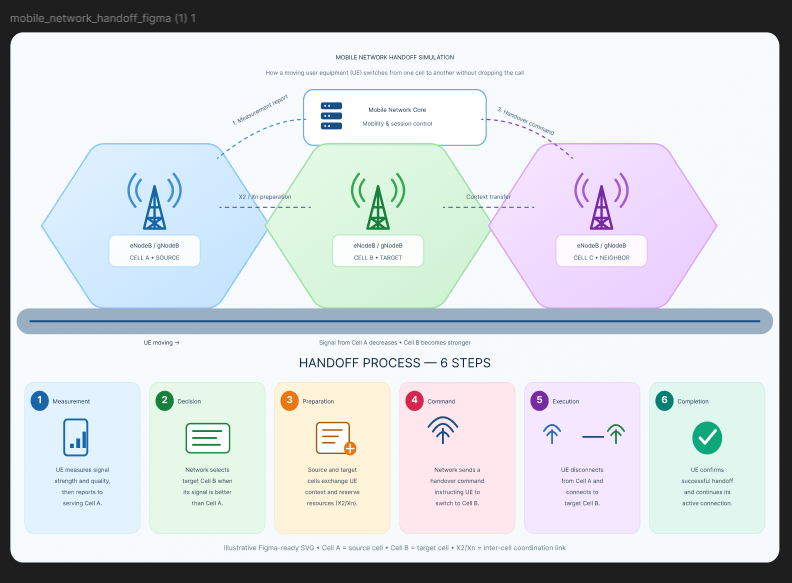 mobile_network_handoff_figma (1) 1
MOBILE NETWORK HANDOFF SIMULATION
How a moving user equipment (UE) switches from one cell to another without dropping the call
1. Measurement report
Mobile Network Core
Mobility & session control
3. Handover command
X2 / Xn preparation
Context transfer
eNodeB / gNodeB
CELL A • SOURCE
eNodeB / gNodeB
CELL B • TARGET
eNodeB / gNodeB
CELL C • NEIGHBOR
UE moving →
Signal from Cell A decreases • Cell B becomes stronger
HANDOFF PROCESS — 6 STEPS
1 Measurement
UE measures signal
strength and quality,
then reports to
serving Cell A.
2 Decision
Network selects
target Cell B when
its signal is better
than Cell A.
3 Preparation
Source and target
cells exchange UE
context and reserve
resources (X2/Xn).
4 Command
Network sends a
handover command
instructing UE to
switch to Cell B.
5 Execution
UE disconnects
from Cell A and
connects to
target Cell B.
6 Completion
UE confirms
successful handoff
and continues its
active connection.
Illustrative Figma-ready SVG • Cell A = source cell • Cell B = target cell • X2/Xn = inter-cell coordination link